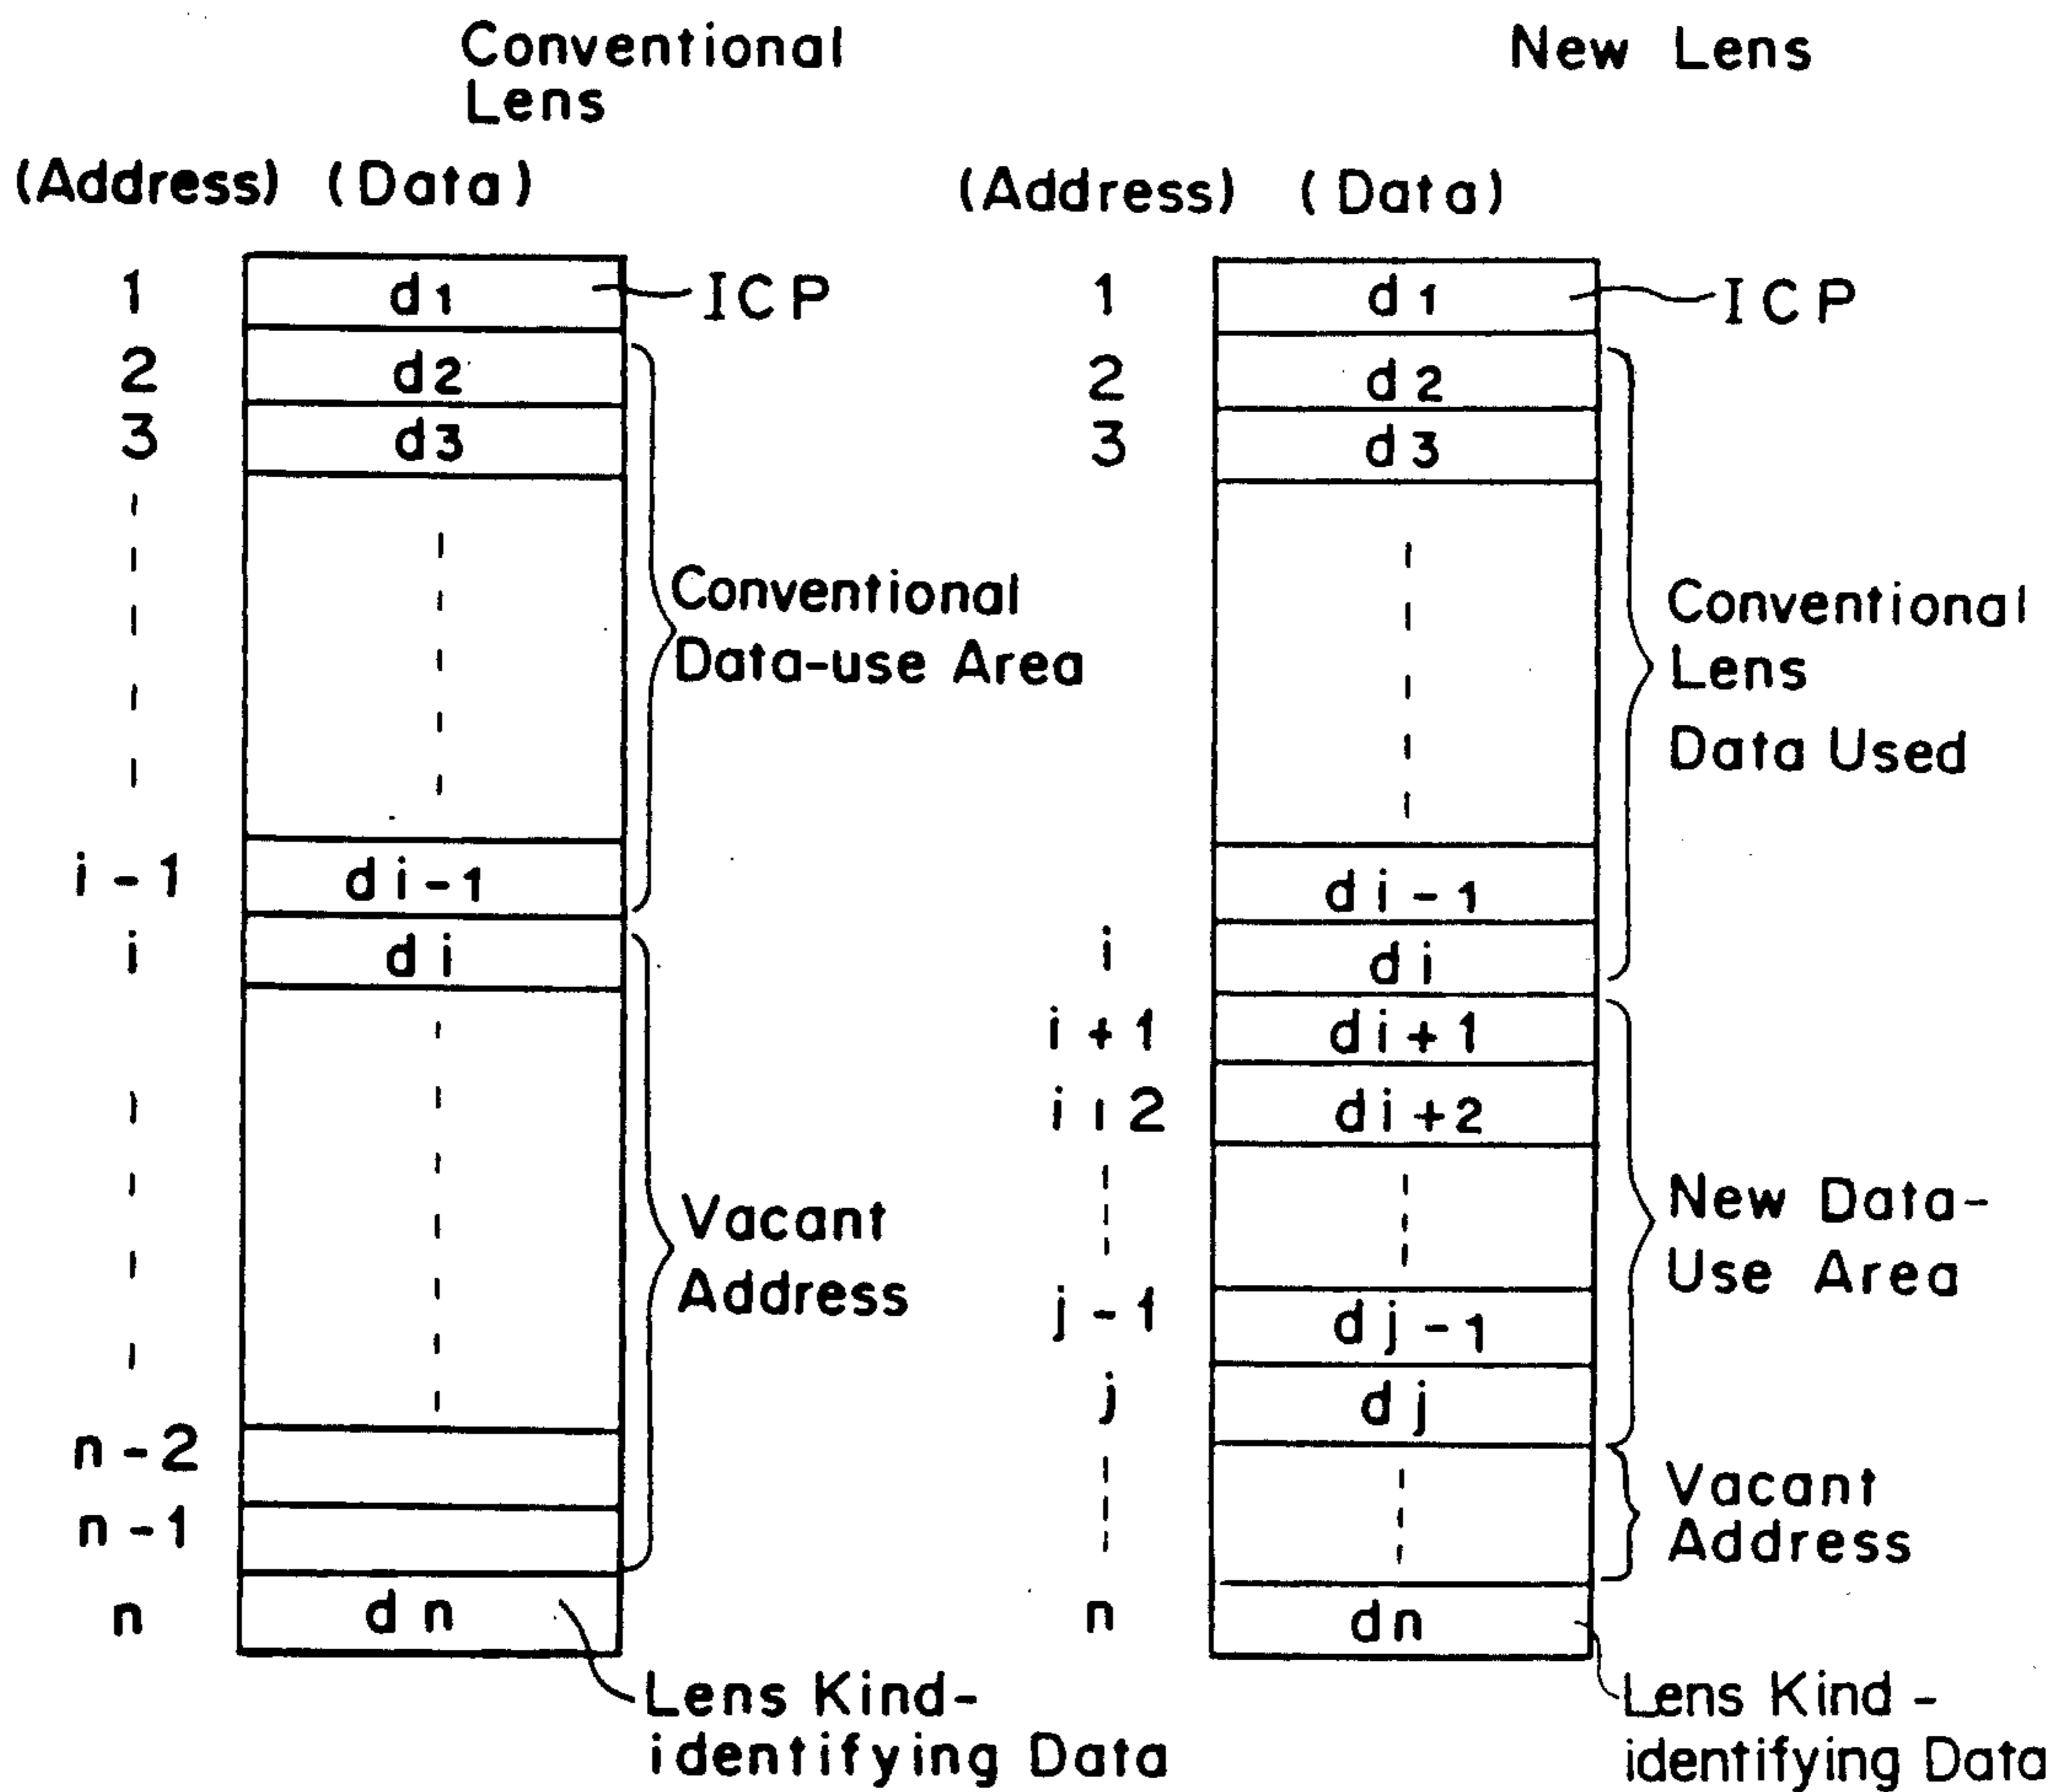 Conventional
Lens
(Address) (Data)
1 d1 ICP
2 d2
3 d3
Conventional
Data-use Area
i-1 di-1
i di
Vacant
Address
n-2
n-1
n dn
Lens Kind-
identifying Data
New Lens
(Address) (Data)
1 d1 ICP
2 d2
3 d3
Conventional
Lens
Data Used
di-1
i di
i+1 di+1
i ı 2 di+2
New Data-
Use Area
j-1 dj-1
j dj
Vacant
Address
n dn
Lens Kind-
identifying Data